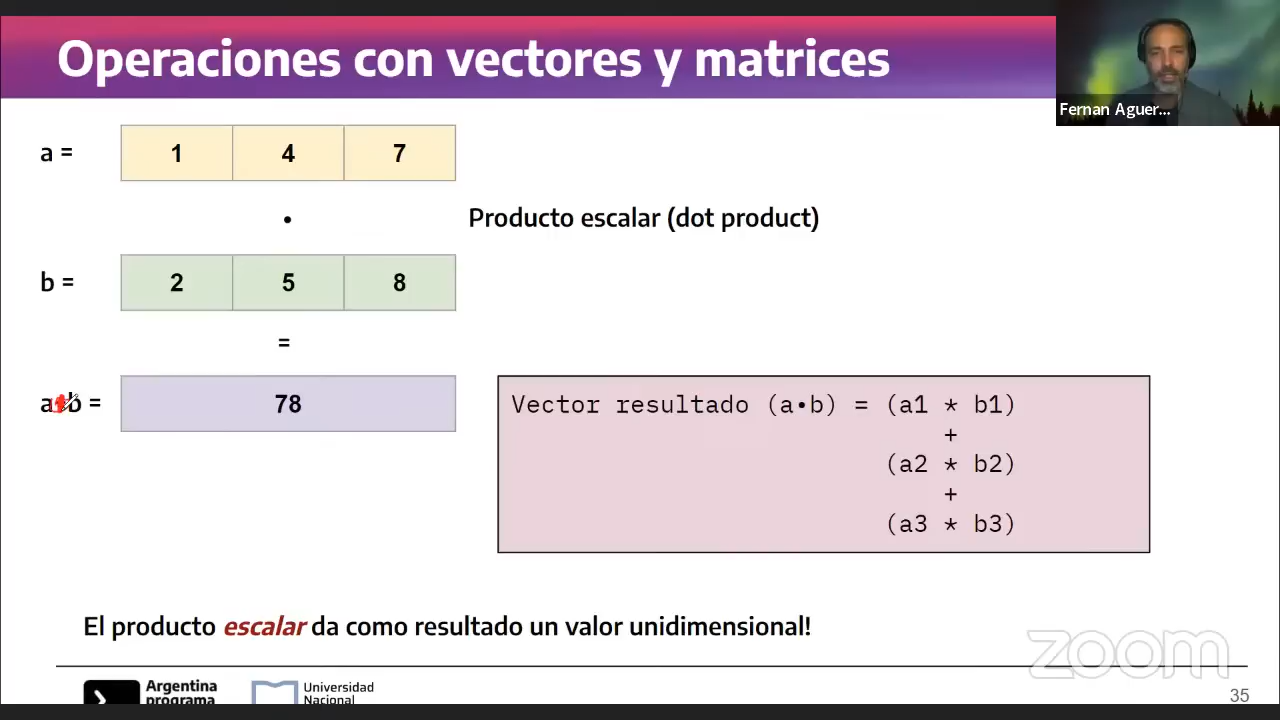 Operaciones con vectores y matrices
Fernan Aguer...
a =
1 4 7
•
Producto escalar (dot product)
b =
2 5 8
=
a•b =
78
Vector resultado (a•b) = (a1 * b1)
+
(a2 * b2)
+
(a3 * b3)
El producto escalar da como resultado un valor unidimensional!
zoom
Argentina
programa
Universidad
Nacional
35